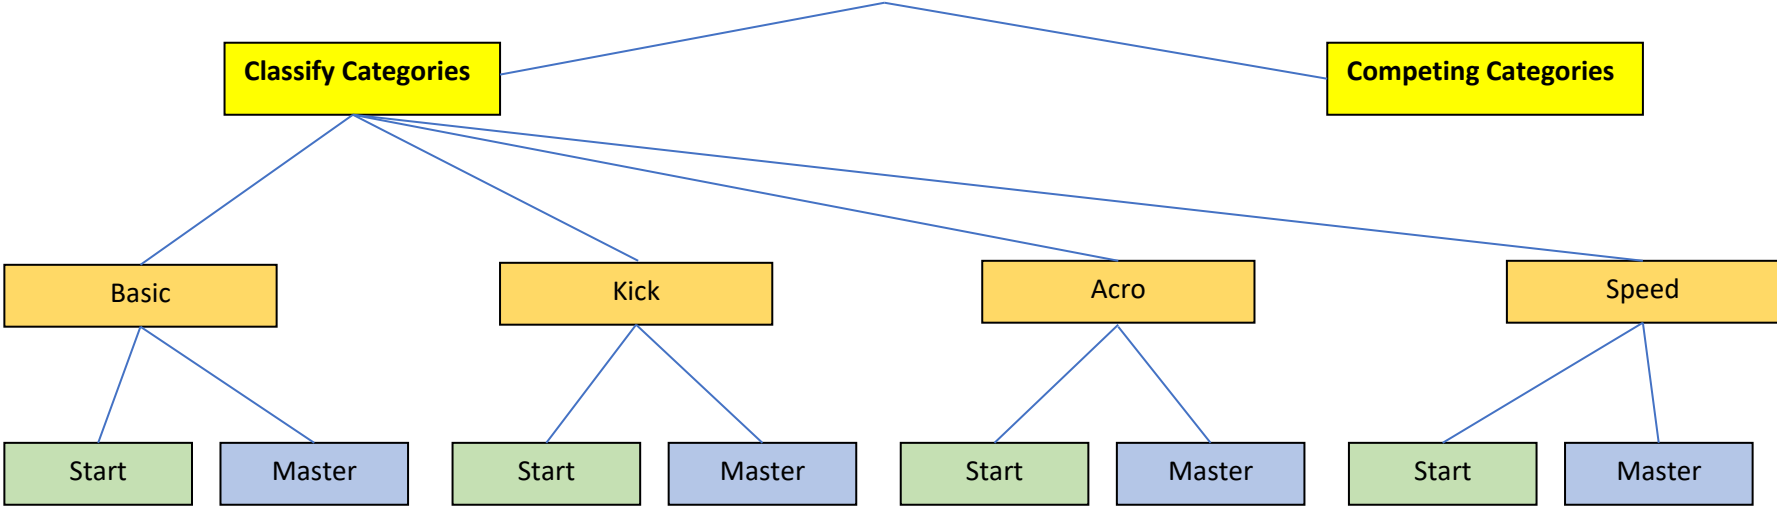 Classify Categories
Competing Categories
Basic
Kick
Acro
Speed
Start
Master
Start
Master
Start
Master
Start
Master